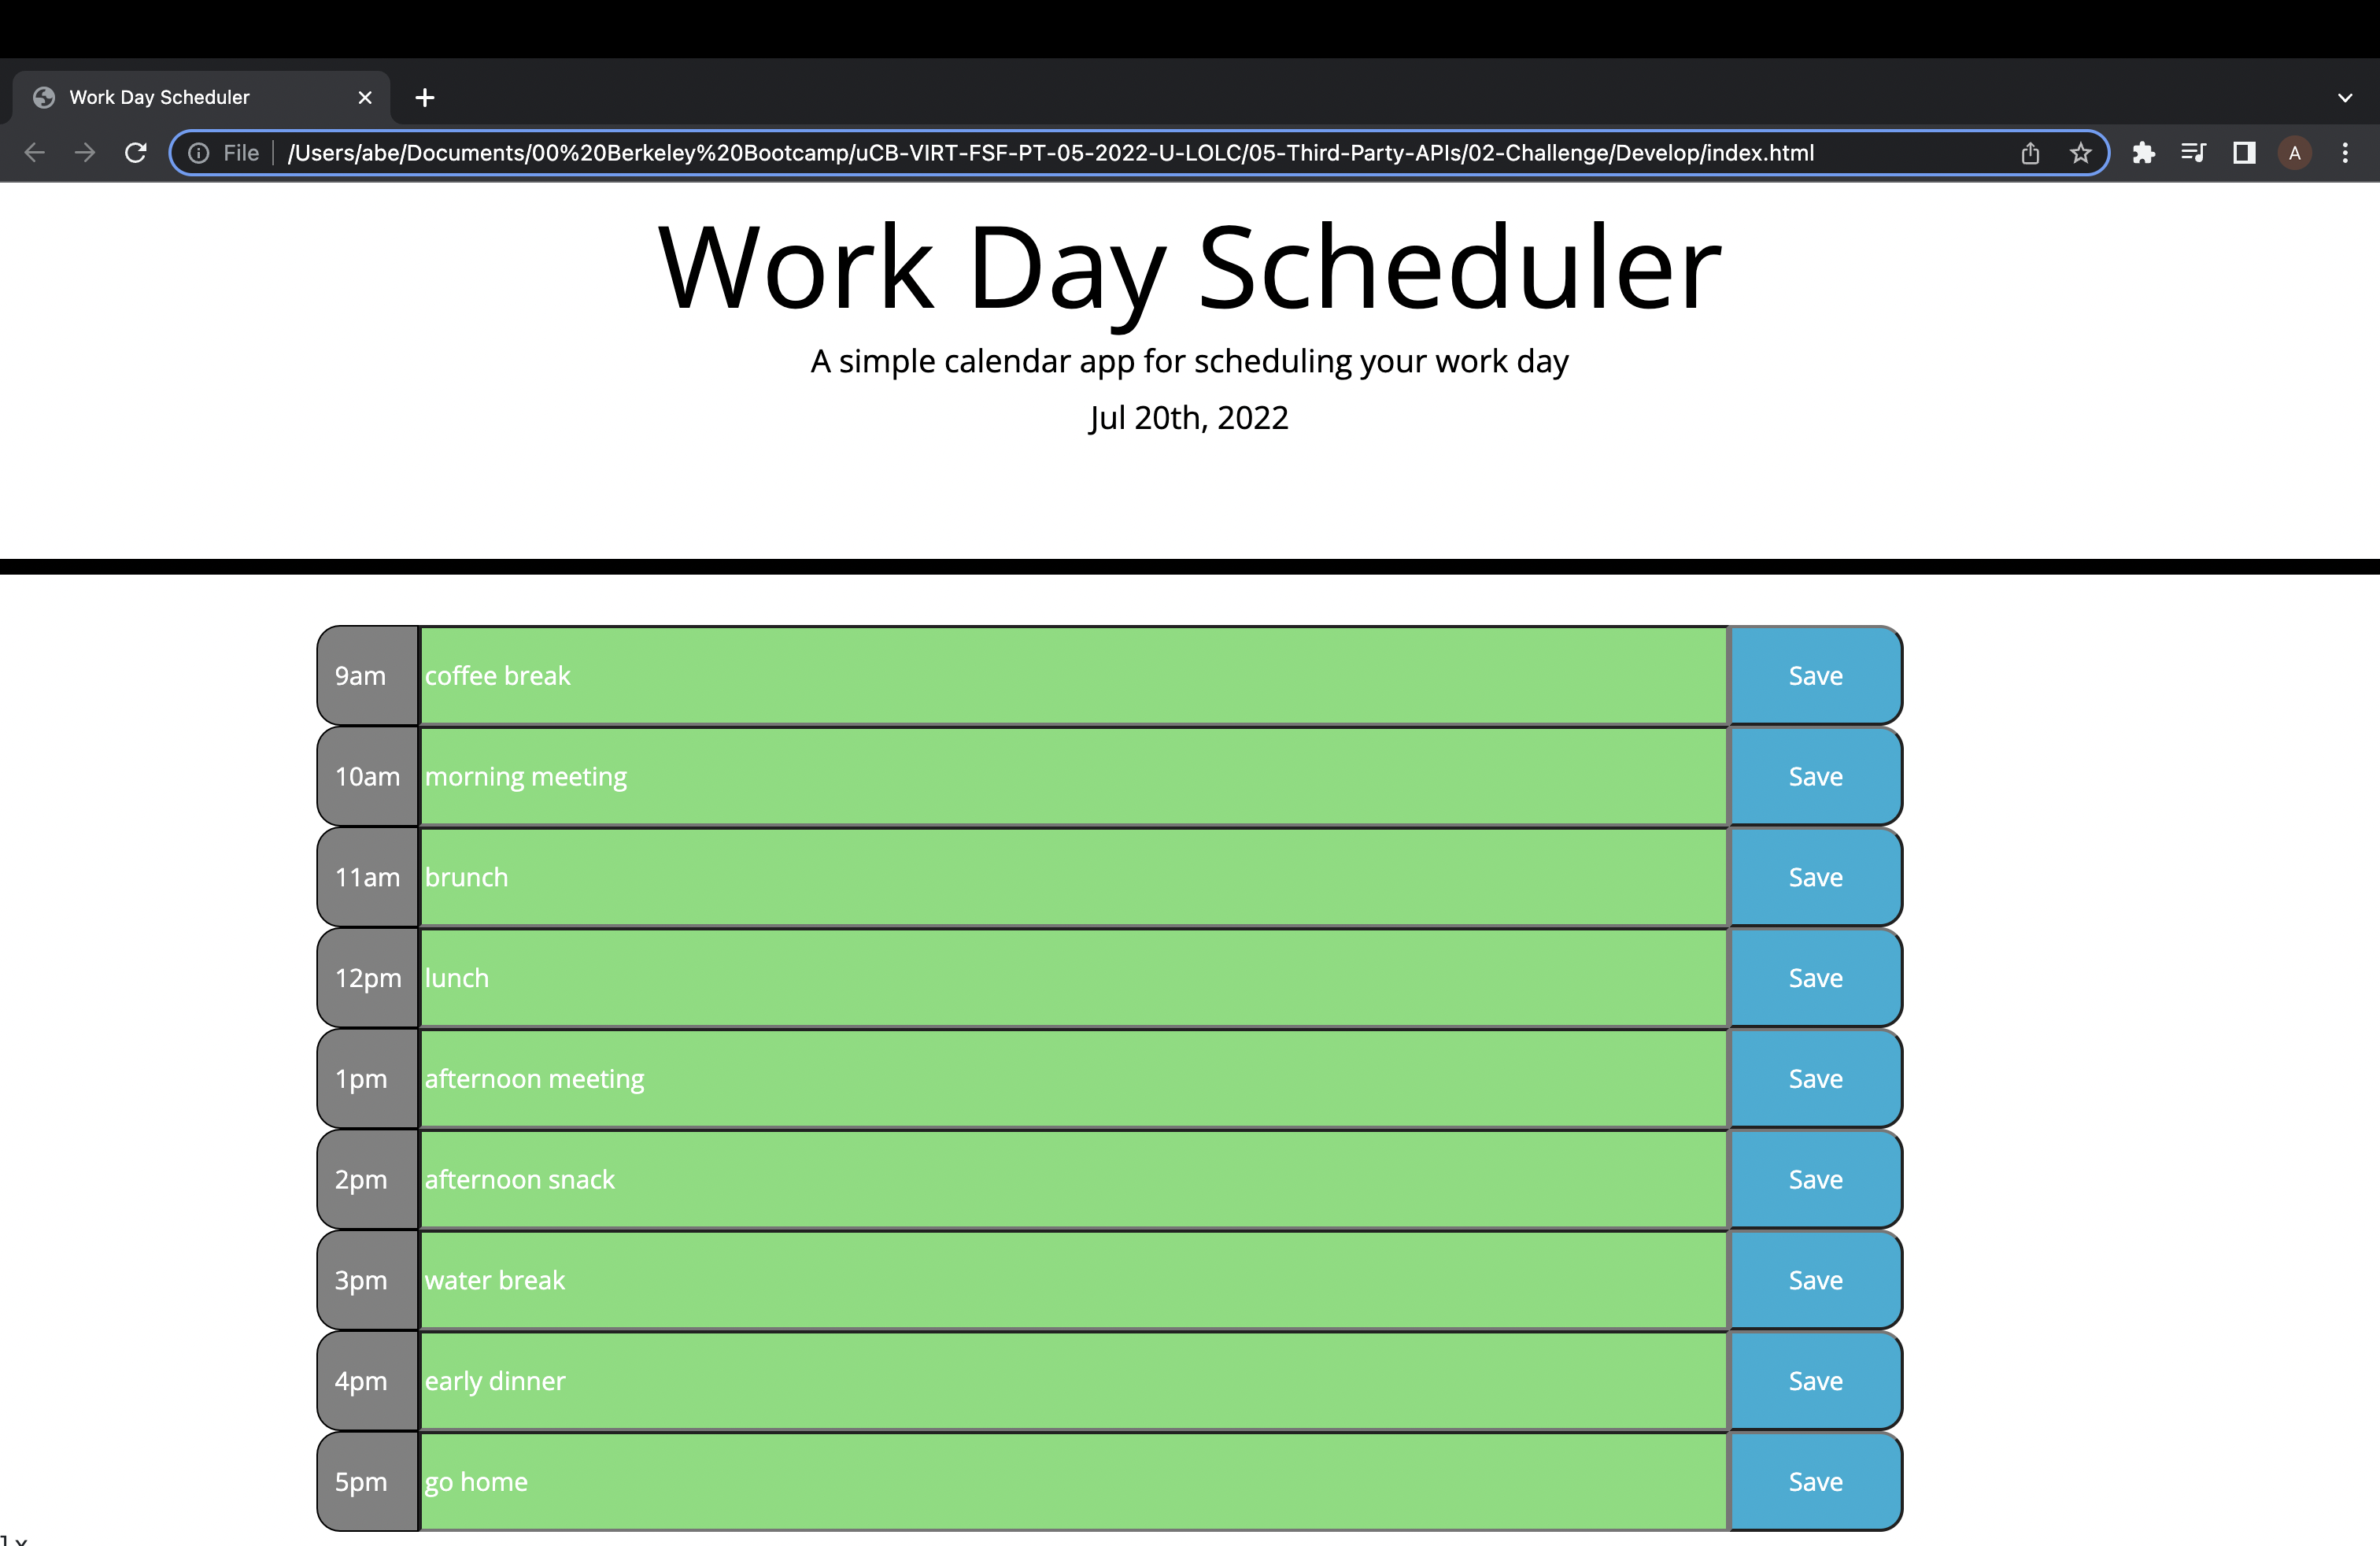 Work Day Scheduler
File /Users/abe/Documents/00%20Berkeley%20Bootcamp/uCB-VIRT-FSF-PT-05-2022-U-LOLC/05-Third-Party-APIs/02-Challenge/Develop/index.html A
Work Day Scheduler
A simple calendar app for scheduling your work day
Jul 20th, 2022
9am coffee break Save
10am morning meeting Save
11am brunch Save
12pm lunch Save
1pm afternoon meeting Save
2pm afternoon snack Save
3pm water break Save
4pm early dinner Save
5pm go home Save